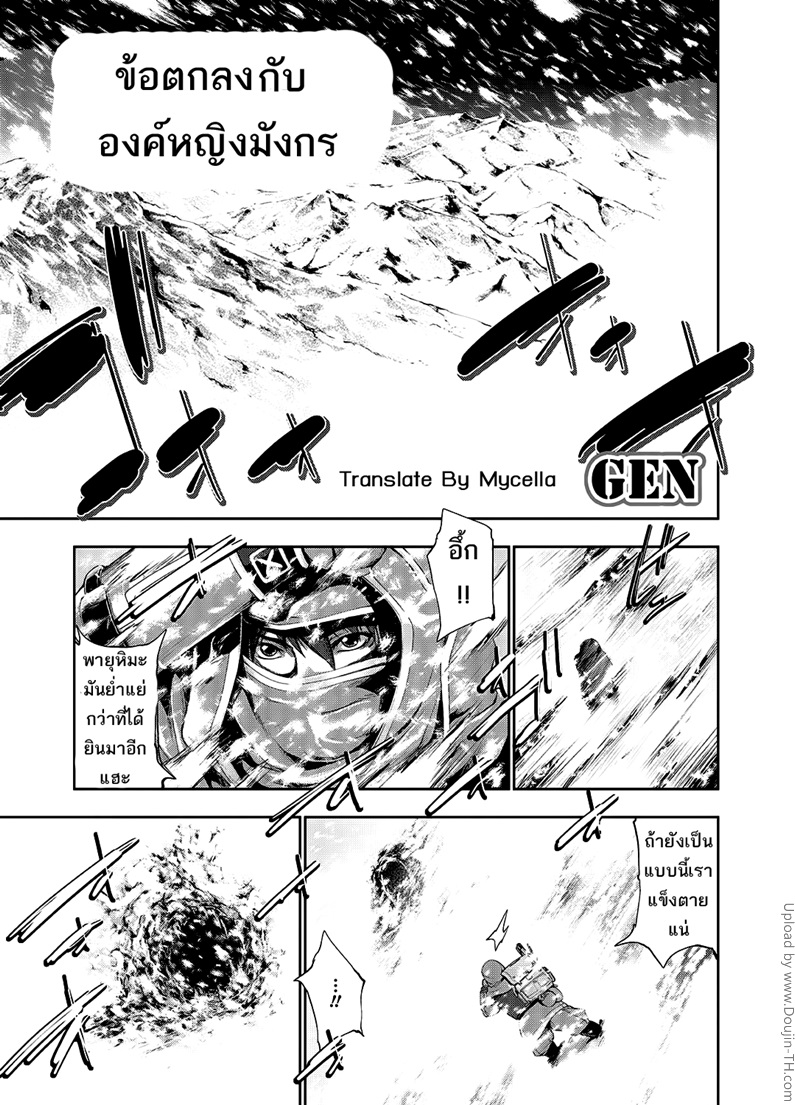 ข้อตกลงกับ
องค์หญิงมังกร
Translate By Mycella
GEN
อึ้ก
!!
พายุหิมะ
มันย่ำแย่
กว่าที่ได้
ยินมาอีก
แฮะ
ถ้ายังเป็น
แบบนี้เรา
แข็งตาย
แน่
...!!
Upload by www.Doujin-TH.com